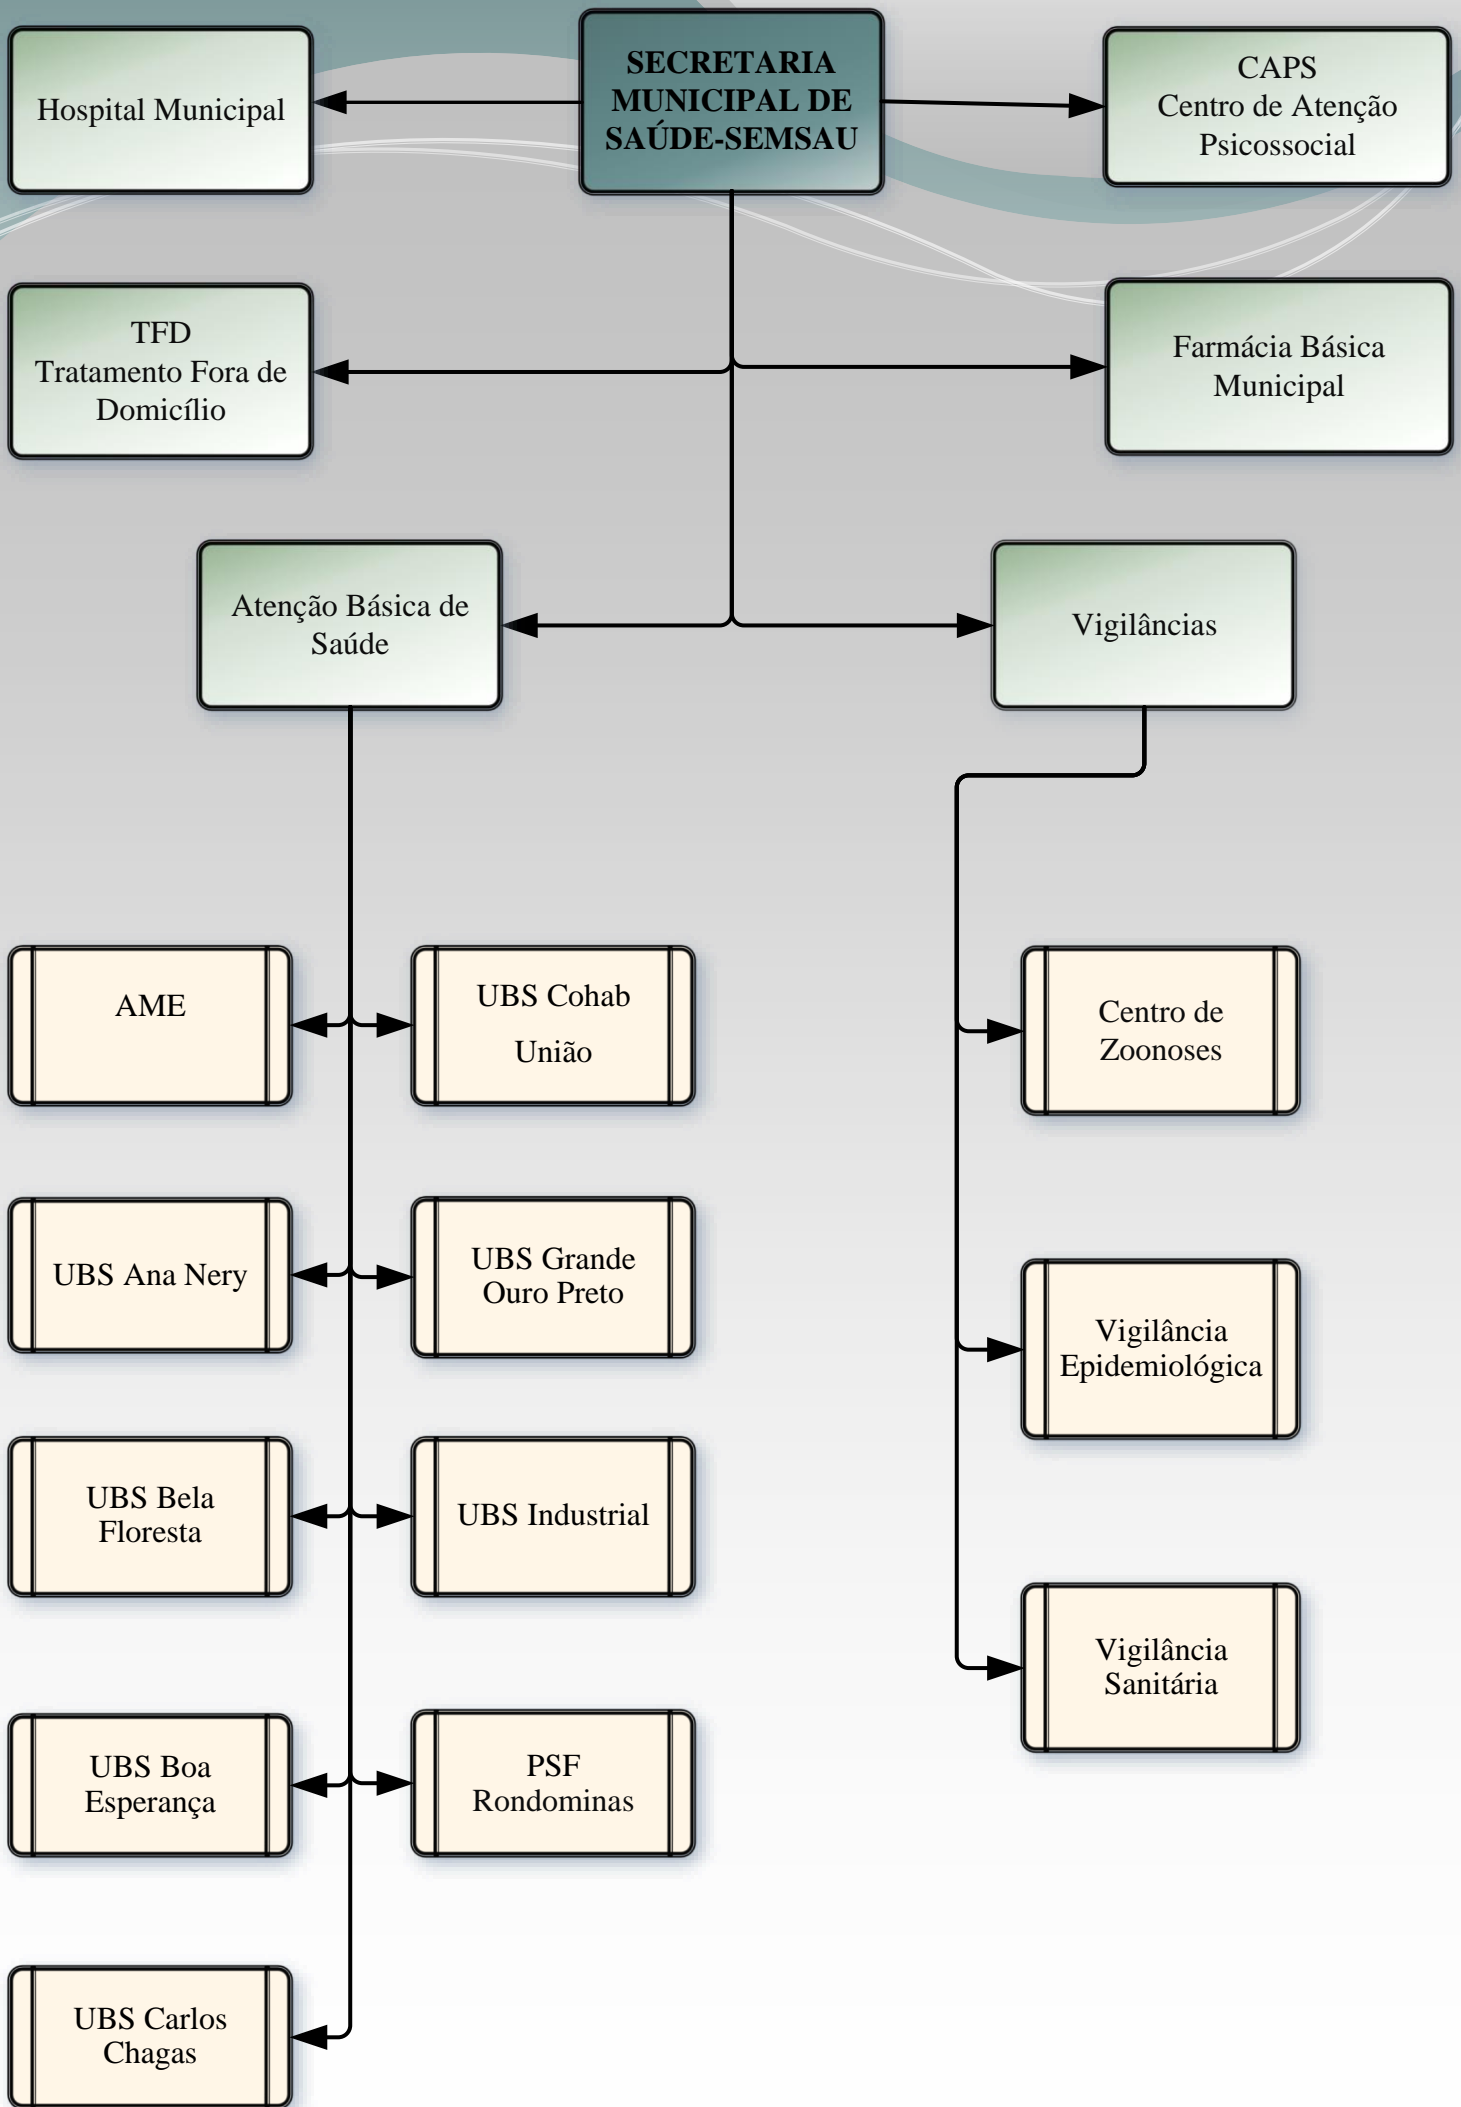 Hospital Municipal
SECRETARIA
MUNICIPAL DE
SAÚDE-SEMSAU
CAPS
Centro de Atenção
Psicossocial
TFD
Tratamento Fora de
Domicílio
Farmácia Básica
Municipal
Atenção Básica de
Saúde
Vigilâncias
AME
UBS Cohab
União
Centro de
Zoonoses
UBS Ana Nery
UBS Grande
Ouro Preto
Vigilância
Epidemiológica
UBS Bela
Floresta
UBS Industrial
Vigilância
Sanitária
UBS Boa
Esperança
PSF
Rondominas
UBS Carlos
Chagas